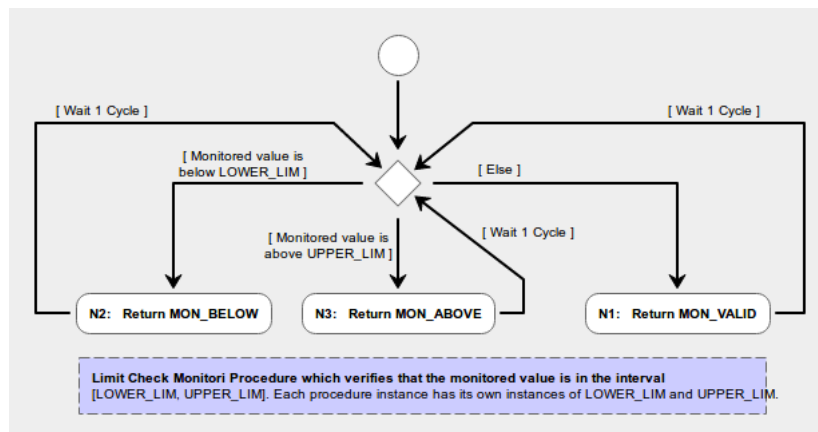 [ Wait 1 Cycle ]
[ Wait 1 Cycle ]
[ Monitored value is
below LOWER_LIM ]
[ Else ]
[ Monitored value is
above UPPER_LIM ]
[ Wait 1 Cycle ]
N2: Return MON_BELOW
N3: Return MON_ABOVE
N1: Return MON_VALID
Limit Check Monitori Procedure which verifies that the monitored value is in the interval
[LOWER_LIM, UPPER_LIM]. Each procedure instance has its own instances of LOWER_LIM and UPPER_LIM.